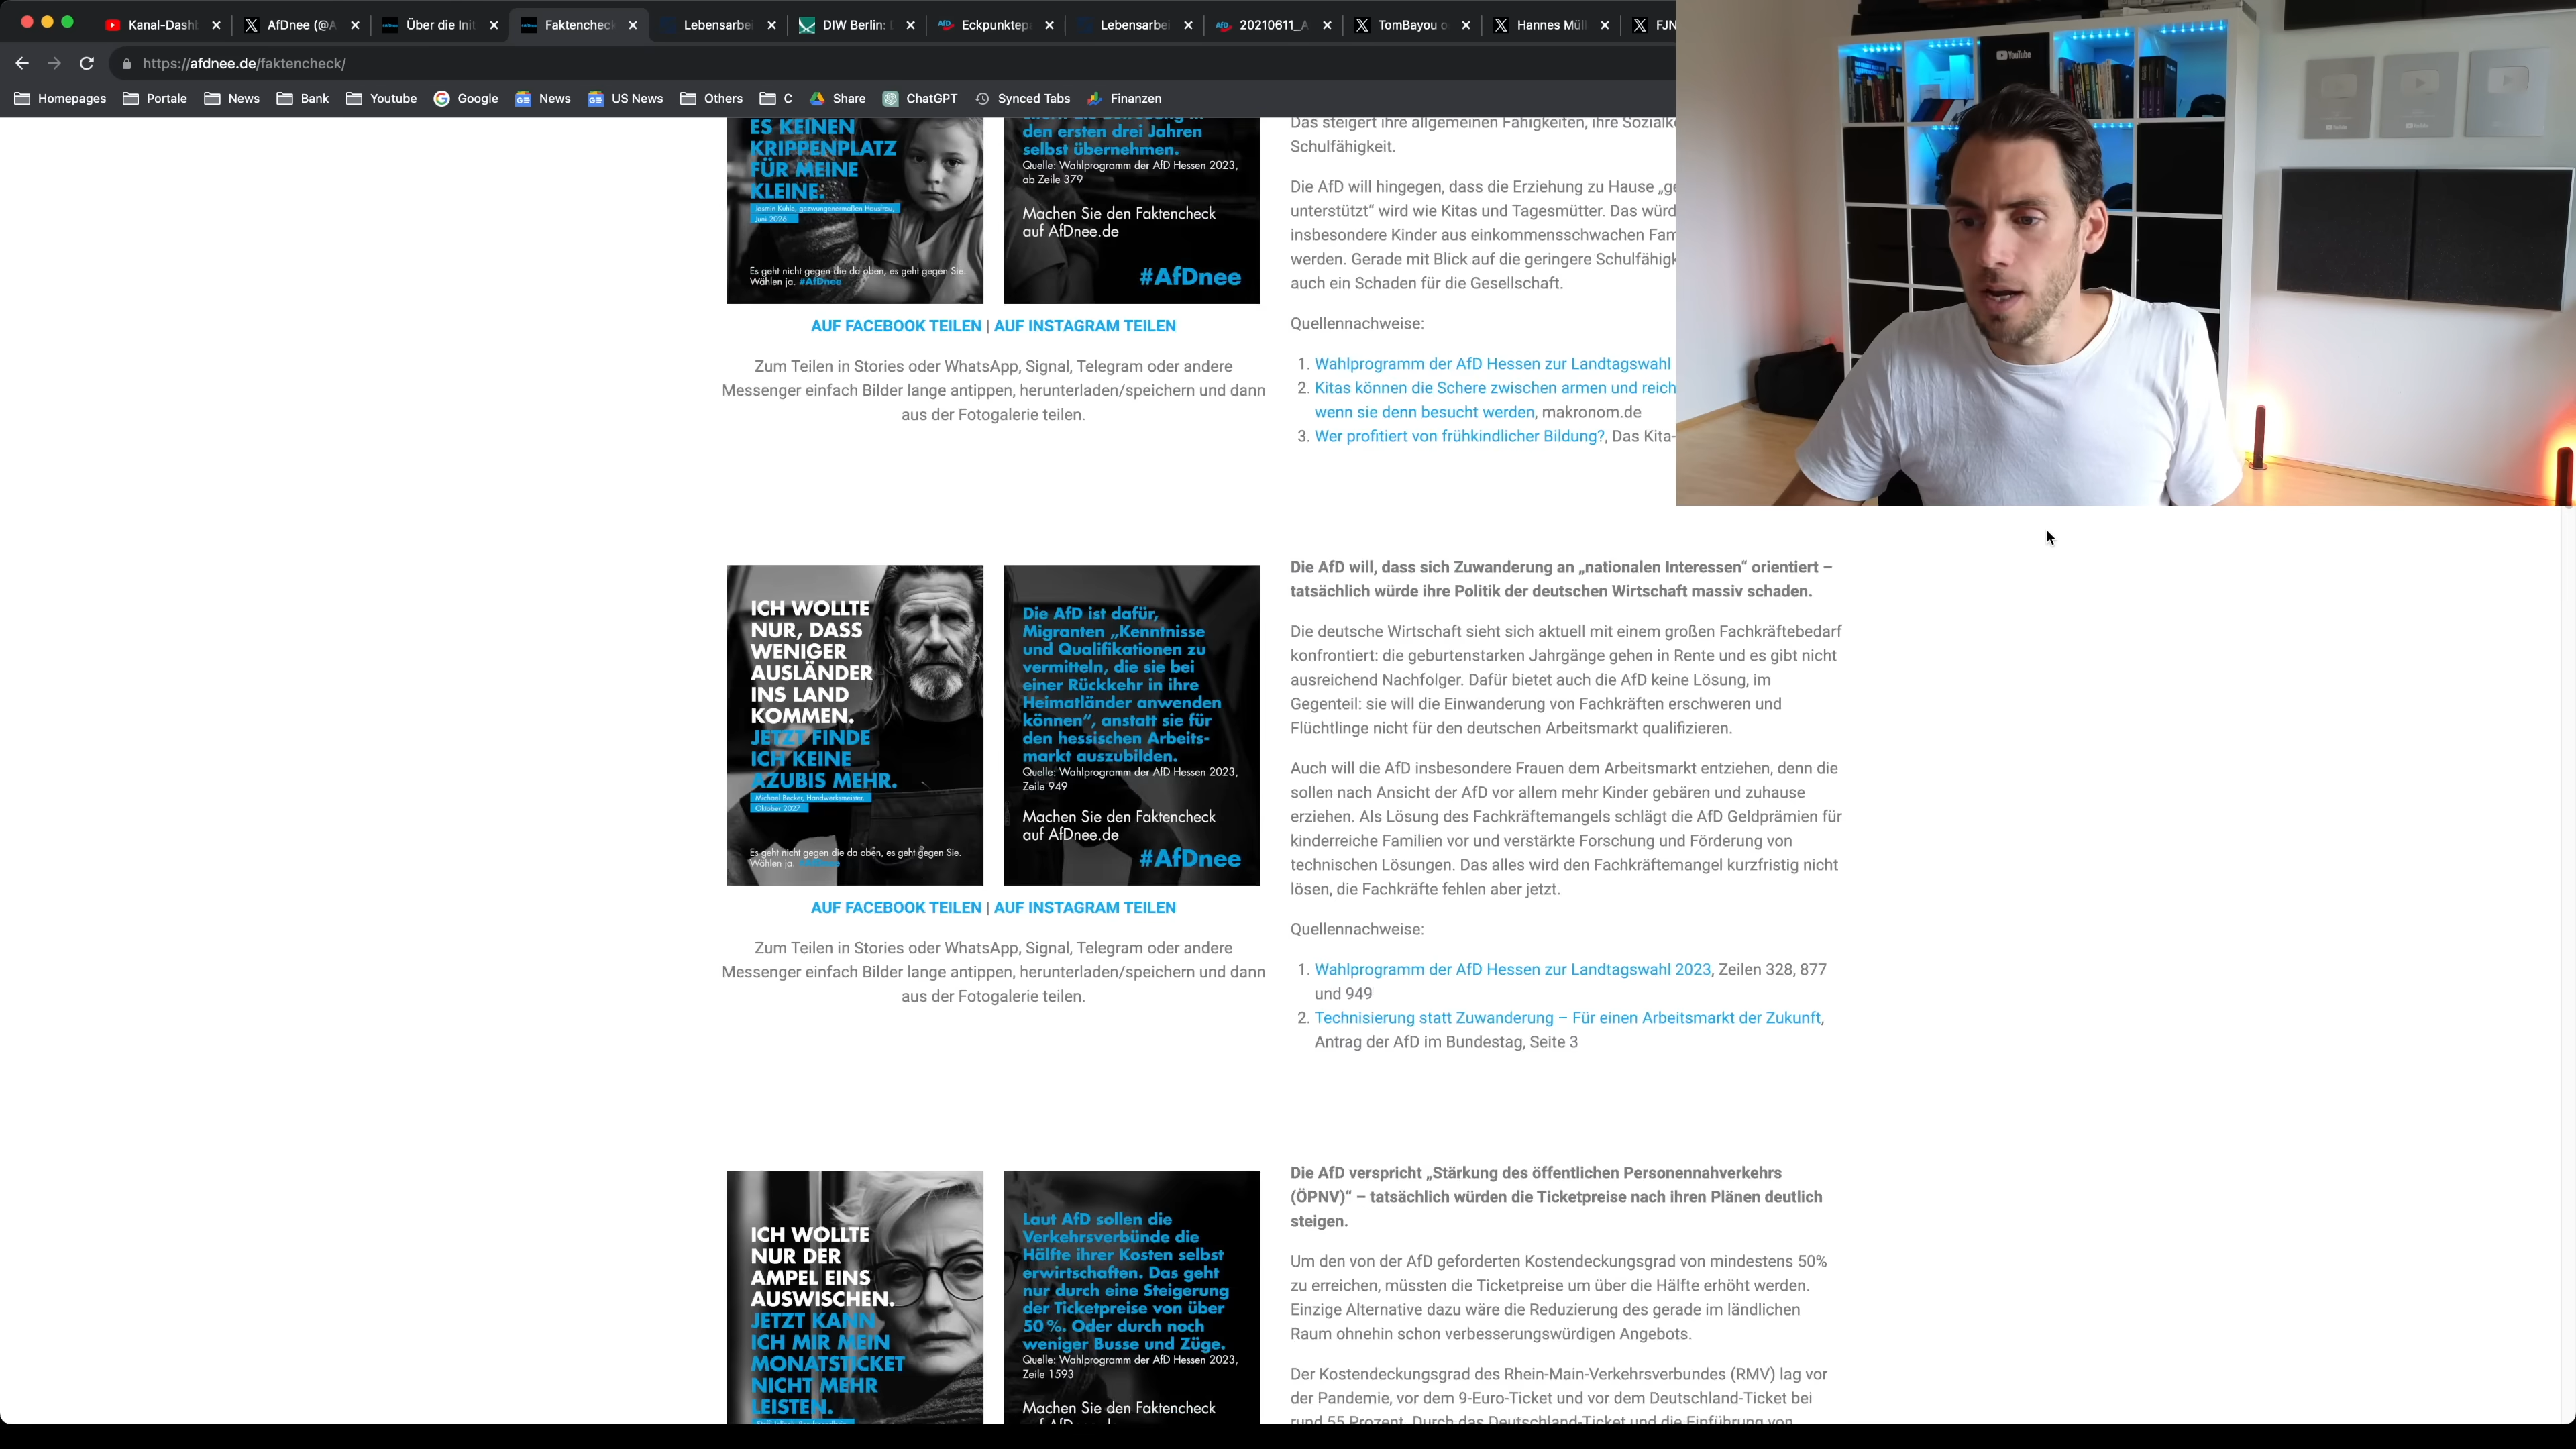 Kanal-Dash
AfDnee (@A
Über die Init
Faktencheck
Lebensarbe
DIW Berlin:
Eckpunktep
Lebensarbei
20210611_A
TomBayou o
Hannes Mül
FJN
https://afdnee.de/faktencheck/
Homepages
Portale
News
Bank
Youtube
Google
News
US News
Others
C
Share
ChatGPT
Synced Tabs
Finanzen
YouTube
ES KEINEN
KRIPPENPLATZ
FÜR MEINE
KLEINE.
Jasmin Kuhle, gezwungenermaßen Hausfrau,
Juni 2026
Es geht nicht gegen die da oben, es geht gegen Sie.
Wählen ja. #AfDnee
den ersten drei Jahren
selbst übernehmen.
Quelle: Wahlprogramm der AfD Hessen 2023,
ab Zeile 379
Machen Sie den Faktencheck
auf AfDnee.de
#AfDnee
AUF FACEBOOK TEILEN | AUF INSTAGRAM TEILEN
Zum Teilen in Stories oder WhatsApp, Signal, Telegram oder andere
Messenger einfach Bilder lange antippen, herunterladen/speichern und dann
aus der Fotogalerie teilen.
Das steigert ihre allgemeinen Fähigkeiten, ihre Sozialk
Schulfähigkeit.
Die AfD will hingegen, dass die Erziehung zu Hause „ge
unterstützt“ wird wie Kitas und Tagesmütter. Das würd
insbesondere Kinder aus einkommensschwachen Fam
werden. Gerade mit Blick auf die geringere Schulfähigk
auch ein Schaden für die Gesellschaft.
Quellennachweise:
1. Wahlprogramm der AfD Hessen zur Landtagswahl
2. Kitas können die Schere zwischen armen und reich
wenn sie denn besucht werden, makronom.de
3. Wer profitiert von frühkindlicher Bildung?, Das Kita-
ICH WOLLTE
NUR, DASS
WENIGER
AUSLÄNDER
INS LAND
KOMMEN.
JETZT FINDE
ICH KEINE
AZUBIS MEHR.
Michael Becker, Handwerksmeister,
Oktober 2027
Es geht nicht gegen die da oben, es geht gegen Sie.
Wählen ja. #AfDnee
Die AfD ist dafür,
Migranten „Kenntnisse
und Qualifikationen zu
vermitteln, die sie bei
einer Rückkehr in ihre
Heimatländer anwenden
können“, anstatt sie für
den hessischen Arbeits-
markt auszubilden.
Quelle: Wahlprogramm der AfD Hessen 2023,
Zeile 949
Machen Sie den Faktencheck
auf AfDnee.de
#AfDnee
AUF FACEBOOK TEILEN | AUF INSTAGRAM TEILEN
Zum Teilen in Stories oder WhatsApp, Signal, Telegram oder andere
Messenger einfach Bilder lange antippen, herunterladen/speichern und dann
aus der Fotogalerie teilen.
Die AfD will, dass sich Zuwanderung an „nationalen Interessen“ orientiert –
tatsächlich würde ihre Politik der deutschen Wirtschaft massiv schaden.
Die deutsche Wirtschaft sieht sich aktuell mit einem großen Fachkräftebedarf
konfrontiert: die geburtenstarken Jahrgänge gehen in Rente und es gibt nicht
ausreichend Nachfolger. Dafür bietet auch die AfD keine Lösung, im
Gegenteil: sie will die Einwanderung von Fachkräften erschweren und
Flüchtlinge nicht für den deutschen Arbeitsmarkt qualifizieren.
Auch will die AfD insbesondere Frauen dem Arbeitsmarkt entziehen, denn die
sollen nach Ansicht der AfD vor allem mehr Kinder gebären und zuhause
erziehen. Als Lösung des Fachkräftemangels schlägt die AfD Geldprämien für
kinderreiche Familien vor und verstärkte Forschung und Förderung von
technischen Lösungen. Das alles wird den Fachkräftemangel kurzfristig nicht
lösen, die Fachkräfte fehlen aber jetzt.
Quellennachweise:
1. Wahlprogramm der AfD Hessen zur Landtagswahl 2023, Zeilen 328, 877
und 949
2. Technisierung statt Zuwanderung – Für einen Arbeitsmarkt der Zukunft,
Antrag der AfD im Bundestag, Seite 3
ICH WOLLTE
NUR DER
AMPEL EINS
AUSWISCHEN.
JETZT KANN
ICH MIR MEIN
MONATSTICKET
NICHT MEHR
LEISTEN.
Laut AfD sollen die
Verkehrsverbünde die
Hälfte ihrer Kosten selbst
erwirtschaften. Das geht
nur durch eine Steigerung
der Ticketpreise von über
50 %. Oder durch noch
weniger Busse und Züge.
Quelle: Wahlprogramm der AfD Hessen 2023,
Zeile 1593
Machen Sie den Faktencheck
Die AfD verspricht „Stärkung des öffentlichen Personennahverkehrs
(ÖPNV)“ – tatsächlich würden die Ticketpreise nach ihren Plänen deutlich
steigen.
Um den von der AfD geforderten Kostendeckungsgrad von mindestens 50%
zu erreichen, müssten die Ticketpreise um über die Hälfte erhöht werden.
Einzige Alternative dazu wäre die Reduzierung des gerade im ländlichen
Raum ohnehin schon verbesserungswürdigen Angebots.
Der Kostendeckungsgrad des Rhein-Main-Verkehrsverbundes (RMV) lag vor
der Pandemie, vor dem 9-Euro-Ticket und vor dem Deutschland-Ticket bei
rund 55 Prozent. Durch das Deutschland-Ticket und die Einführung von